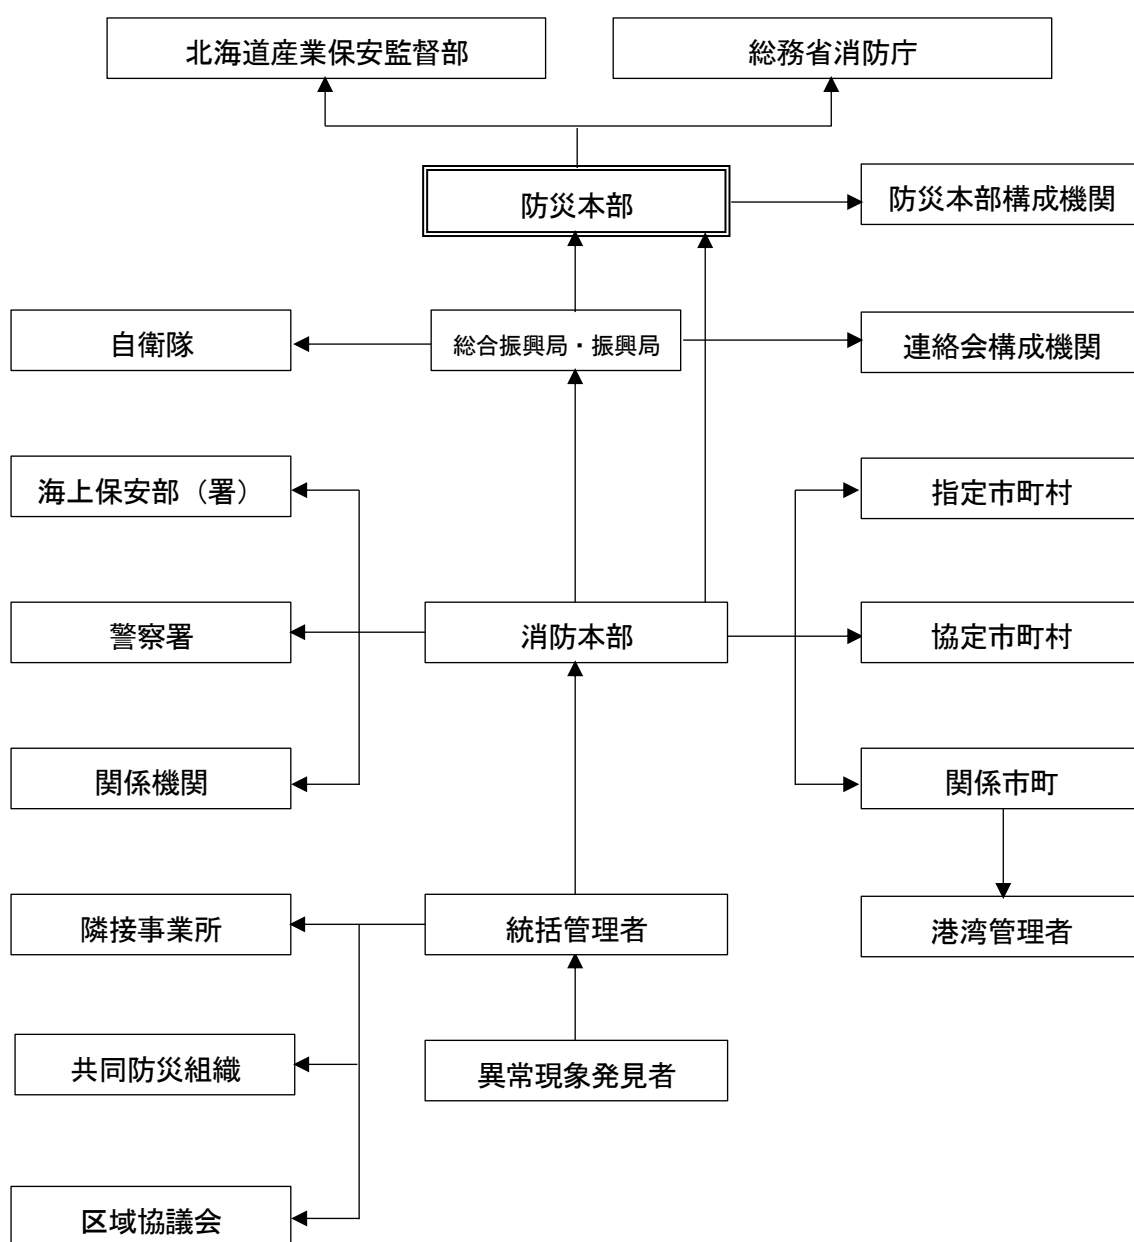 北海道産業保安監督部
総務省消防庁
防災本部
防災本部構成機関
自衛隊
総合振興局・振興局
連絡会構成機関
海上保安部（署）
指定市町村
警察署
消防本部
協定市町村
関係機関
関係市町
隣接事業所
統括管理者
港湾管理者
共同防災組織
異常現象発見者
区域協議会